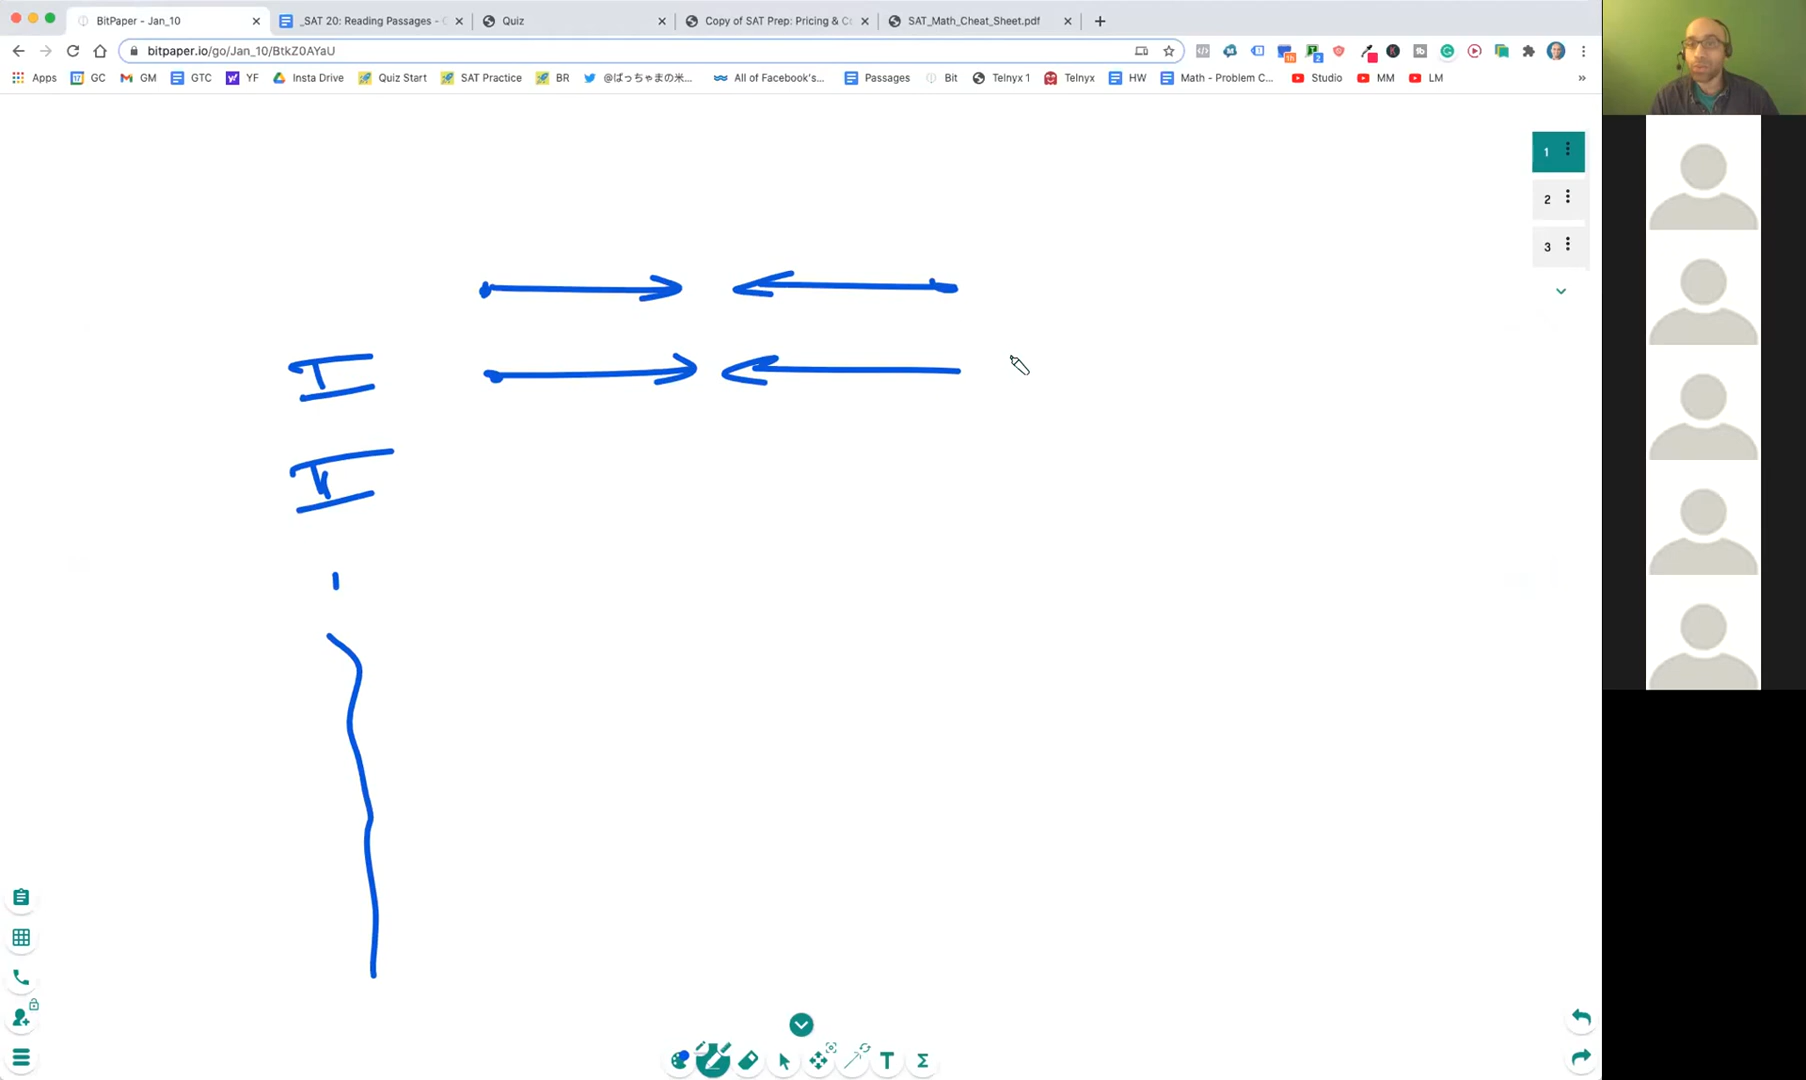 BitPaper - Jan_10
_SAT 20: Reading Passages -
Quiz
Copy of SAT Prep: Pricing &
SAT_Math_Cheat_Sheet.pdf
bitpaper.io/go/Jan_10/BtkZ0AYaU
Apps
GC
GM
GTC
YF
Insta Drive
Quiz Start
SAT Practice
BR
@ばっちゃまの米...
All of Facebook's...
Passages
Bit
Telnyx 1
Telnyx
HW
Math - Problem C...
Studio
MM
LM
»
1
2
3
I
T
Σ